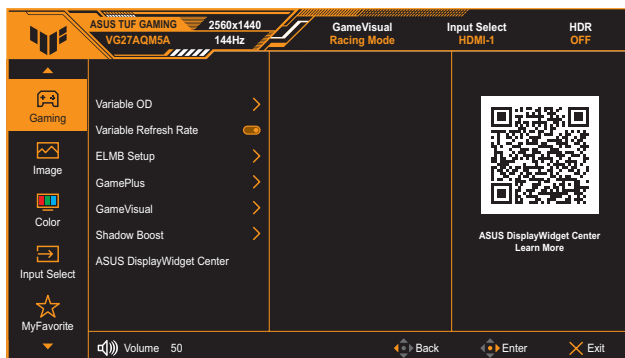 ASUS TUF GAMING 2560x1440
VG27AQM5A 144Hz
GameVisual
Racing Mode
Input Select
HDMI-1
HDR
OFF
Gaming
Image
Color
Input Select
MyFavorite
Variable OD
Variable Refresh Rate
ELMB Setup
GamePlus
GameVisual
Shadow Boost
ASUS DisplayWidget Center
ASUS DisplayWidget Center
Learn More
Volume 50
Back
Enter
Exit